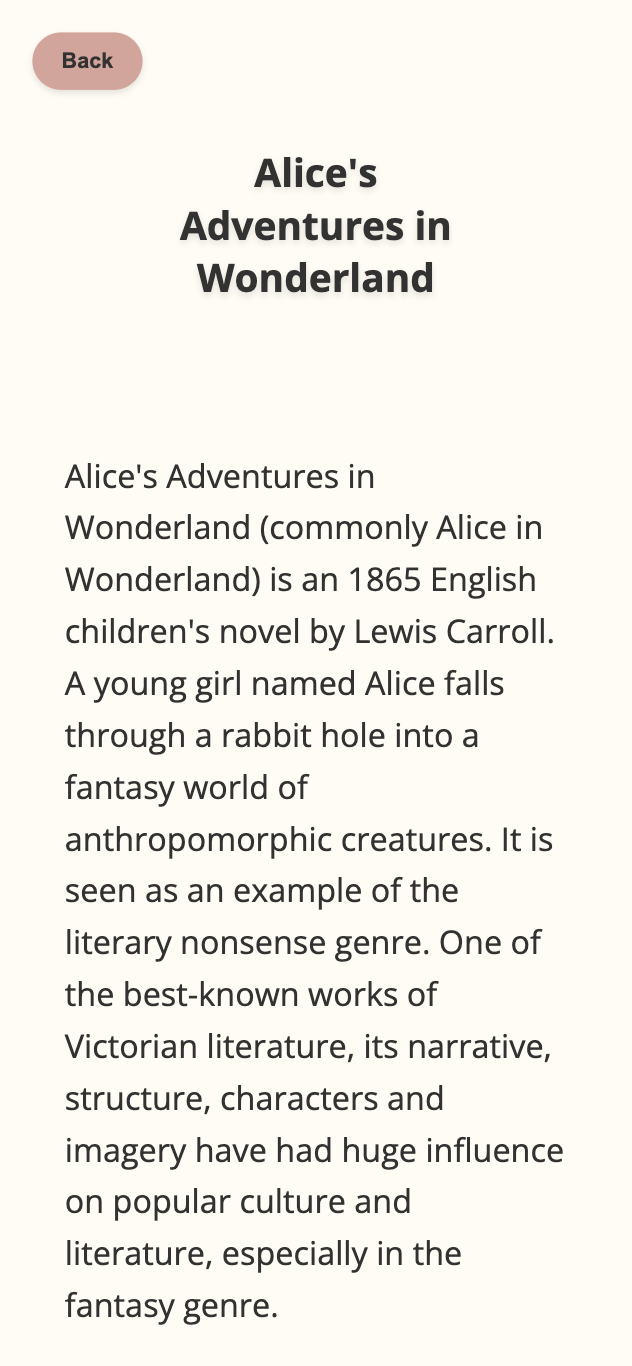 Back
Alice's
Adventures in
Wonderland
Alice's Adventures in
Wonderland (commonly Alice in
Wonderland) is an 1865 English
children's novel by Lewis Carroll.
A young girl named Alice falls
through a rabbit hole into a
fantasy world of
anthropomorphic creatures. It is
seen as an example of the
literary nonsense genre. One of
the best-known works of
Victorian literature, its narrative,
structure, characters and
imagery have had huge influence
on popular culture and
literature, especially in the
fantasy genre.